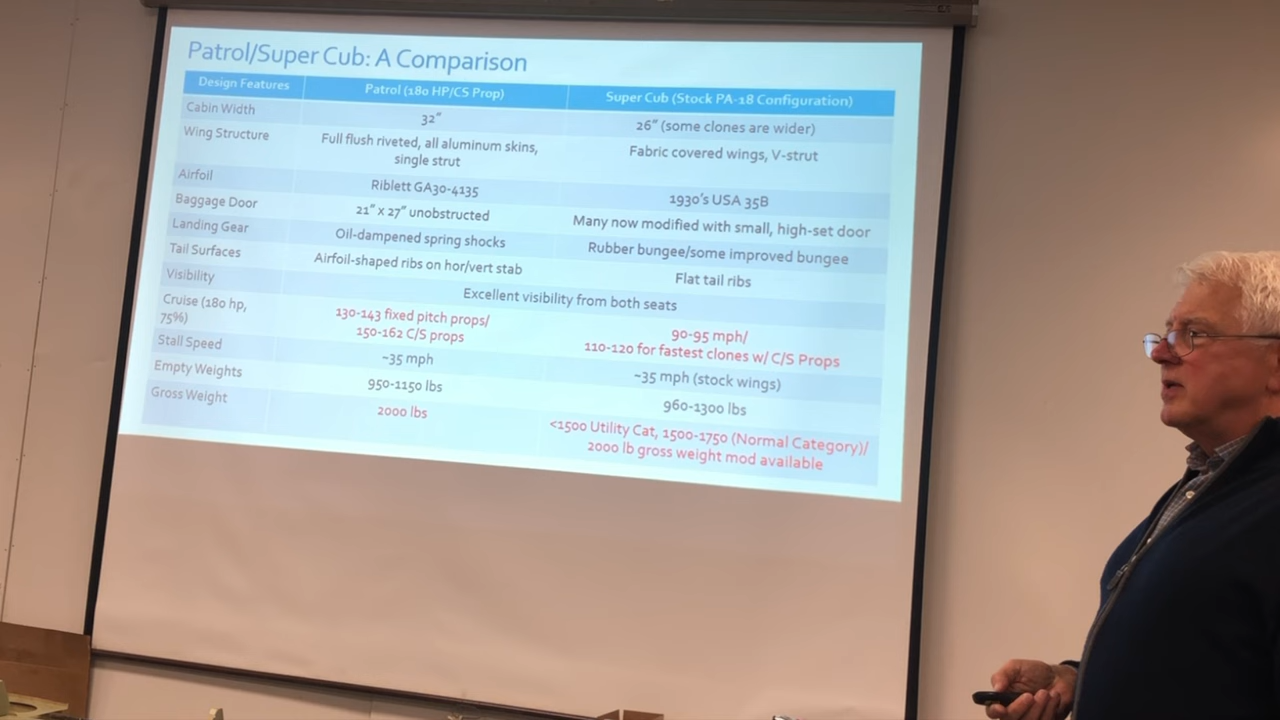 Patrol/Super Cub: A Comparison
Design Features Patrol (180 HP/CS Prop) Super Cub (Stock PA-18 Configuration)
Cabin Width 32" 26" (some clones are wider)
Wing Structure Full flush riveted, all aluminum skins, Fabric covered wings, V-strut
single strut
Airfoil Riblett GA30-4135 1930's USA 35B
Baggage Door 21" x 27" unobstructed Many now modified with small, high-set door
Landing Gear Oil-dampened spring shocks Rubber bungee/some improved bungee
Tail Surfaces Airfoil-shaped ribs on hor/vert stab Flat tail ribs
Visibility Excellent visibility from both seats
Cruise (180 hp, 130-143 fixed pitch props/ 90-95 mph/
75%) 150-162 C/S props 110-120 for fastest clones w/ C/S Props
Stall Speed ~35 mph ~35 mph (stock wings)
Empty Weights 950-1150 lbs 960-1300 lbs
Gross Weight 2000 lbs <1500 Utility Cat, 1500-1750 (Normal Category)/
2000 lb gross weight mod available